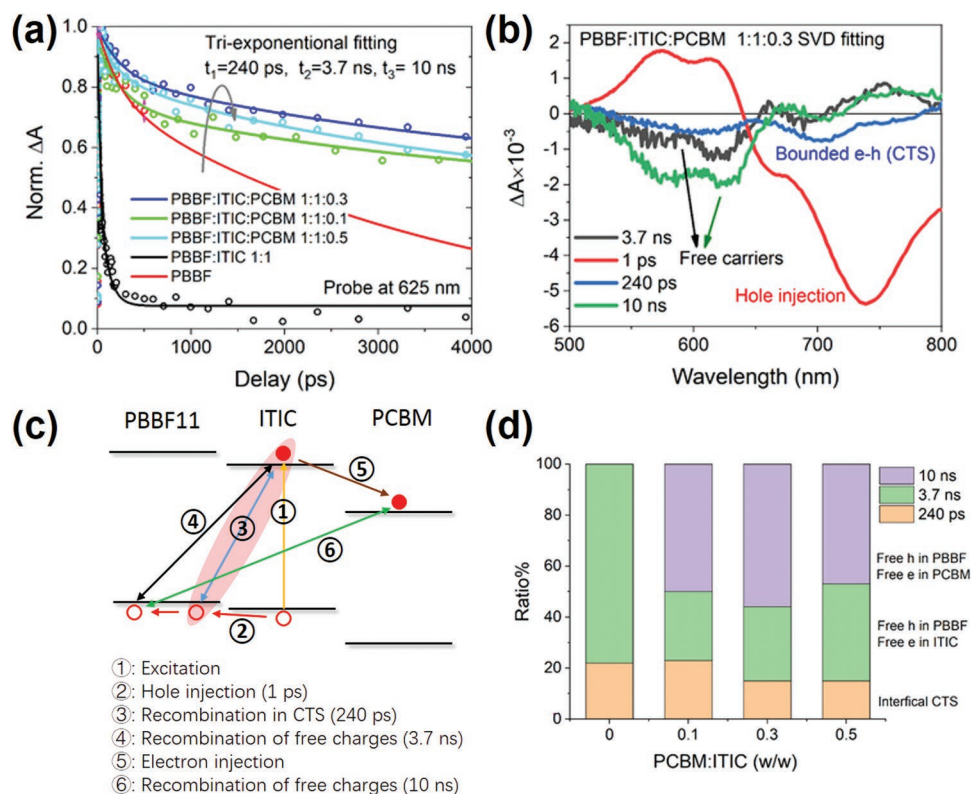 (a)
Tri-exponential fitting
t₁=240 ps, t₂=3.7 ns, t₃= 10 ns
PBBF:ITIC:PCBM 1:1:0.3
PBBF:ITIC:PCBM 1:1:0.1
PBBF:ITIC:PCBM 1:1:0.5
PBBF:ITIC 1:1
PBBF
Probe at 625 nm
Norm. ΔA
1.0
0.8
0.6
0.4
0.2
0.0
0 1000 2000 3000 4000
Delay (ps)
(b)
PBBF:ITIC:PCBM 1:1:0.3 SVD fitting
Bounded e-h (CTS)
Free carriers
Hole injection
3.7 ns
1 ps
240 ps
10 ns
ΔA×10⁻³
2
1
0
-1
-2
-3
-4
-5
-6
500 600 700 800
Wavelength (nm)
(c)
PBBF11 ITIC PCBM
①
②
③
④
⑤
⑥
①: Excitation
②: Hole injection (1 ps)
③: Recombination in CTS (240 ps)
④: Recombination of free charges (3.7 ns)
⑤: Electron injection
⑥: Recombination of free charges (10 ns)
(d)
Ratio%
100
80
60
40
20
0
0 0.1 0.3 0.5
PCBM:ITIC (w/w)
10 ns
3.7 ns
240 ps
Free h in PBBF
Free e in PCBM
Free h in PBBF
Free e in ITIC
Interfical CTS